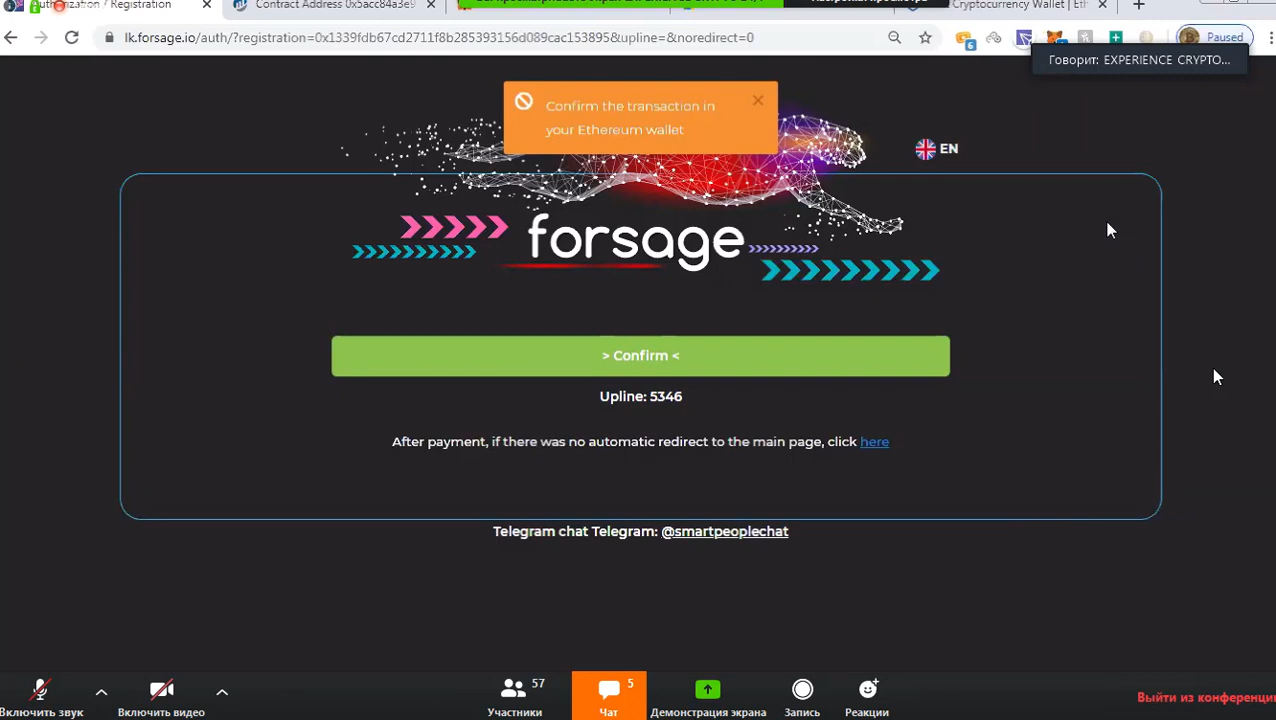 Registration
Contract Address 0x5acc84a3e9
Cryptocurrency Wallet | Eth
lk.forsage.io/auth/?registration=0x1339fdb67cd2711f8b285353156d089cac153895&upline=&noredirect=0
6
Paused
Говорит: EXPERIENCE CRYPTO...
Confirm the transaction in
your Ethereum wallet
EN
forsage
> Confirm <
Upline: 5346
After payment, if there was no automatic redirect to the main page, click here
Telegram chat Telegram: @smartpeoplechat
57
5
Включить звук
Включить видео
Участники
Чат
Демонстрация экрана
Запись
Реакции
Выйти из конференции